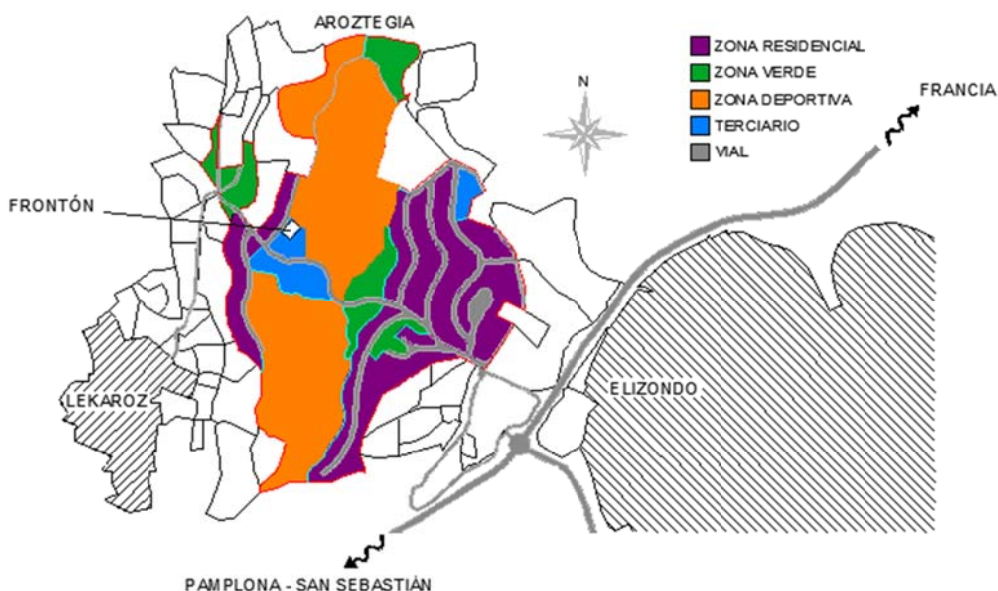 AROZTEGIA
ZONA RESIDENCIAL
ZONA VERDE
ZONA DEPORTIVA
TERCIARIO
VIAL
N
FRANCIA
FRONTÓN
LEKAROZ
ELIZONDO
PAMPLONA - SAN SEBASTIÁN